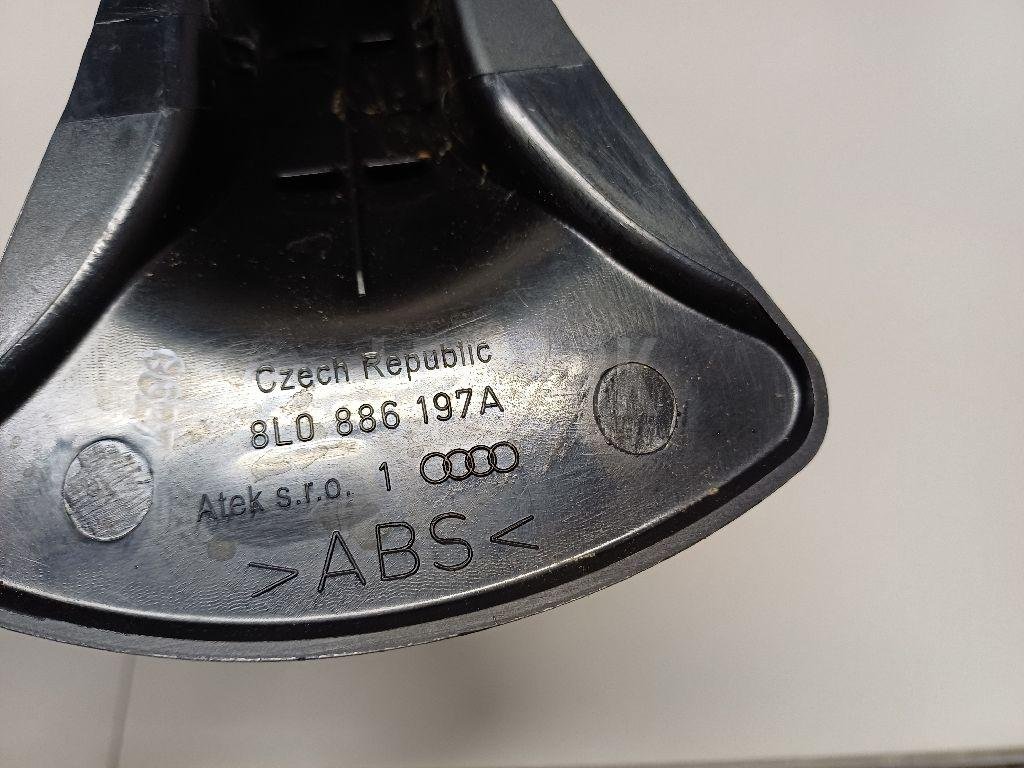 Czech Republic
8L0 886 197A
Atek s.r.o. 1
>ABS<